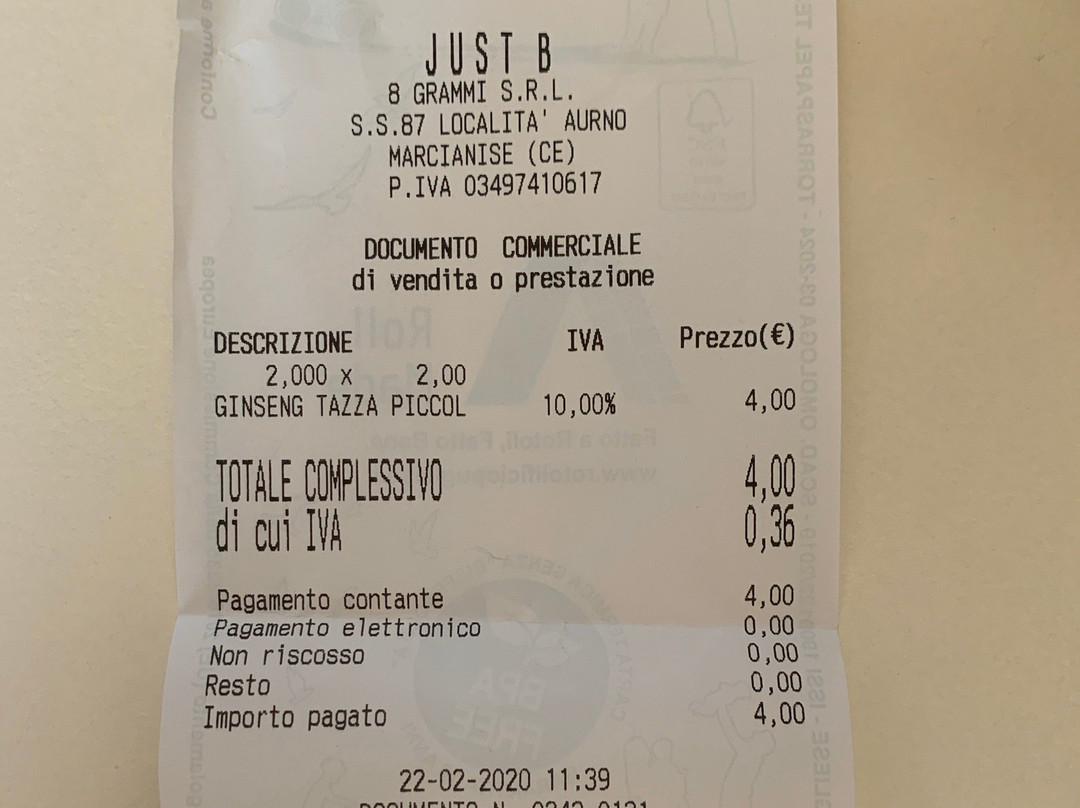 JUST B
8 GRAMMI S.R.L.
S.S.87 LOCALITA' AURNO
MARCIANISE (CE)
P.IVA 03497410617
DOCUMENTO COMMERCIALE
di vendita o prestazione
DESCRIZIONE IVA Prezzo(€)
2,000 x 2,00
GINSENG TAZZA PICCOL 10,00% 4,00
TOTALE COMPLESSIVO 4,00
di cui IVA 0,36
Pagamento contante 4,00
Pagamento elettronico 0,00
Non riscosso 0,00
Resto 0,00
Importo pagato 4,00
22-02-2020 11:39